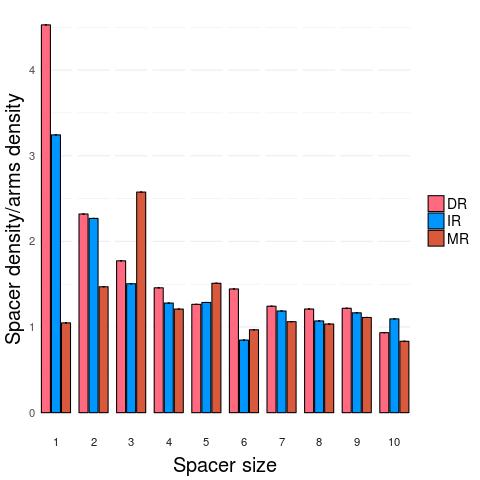 Spacer density/arms density
4
3
2
1
0
1 2 3 4 5 6 7 8 9 10
Spacer size
DR
IR
MR